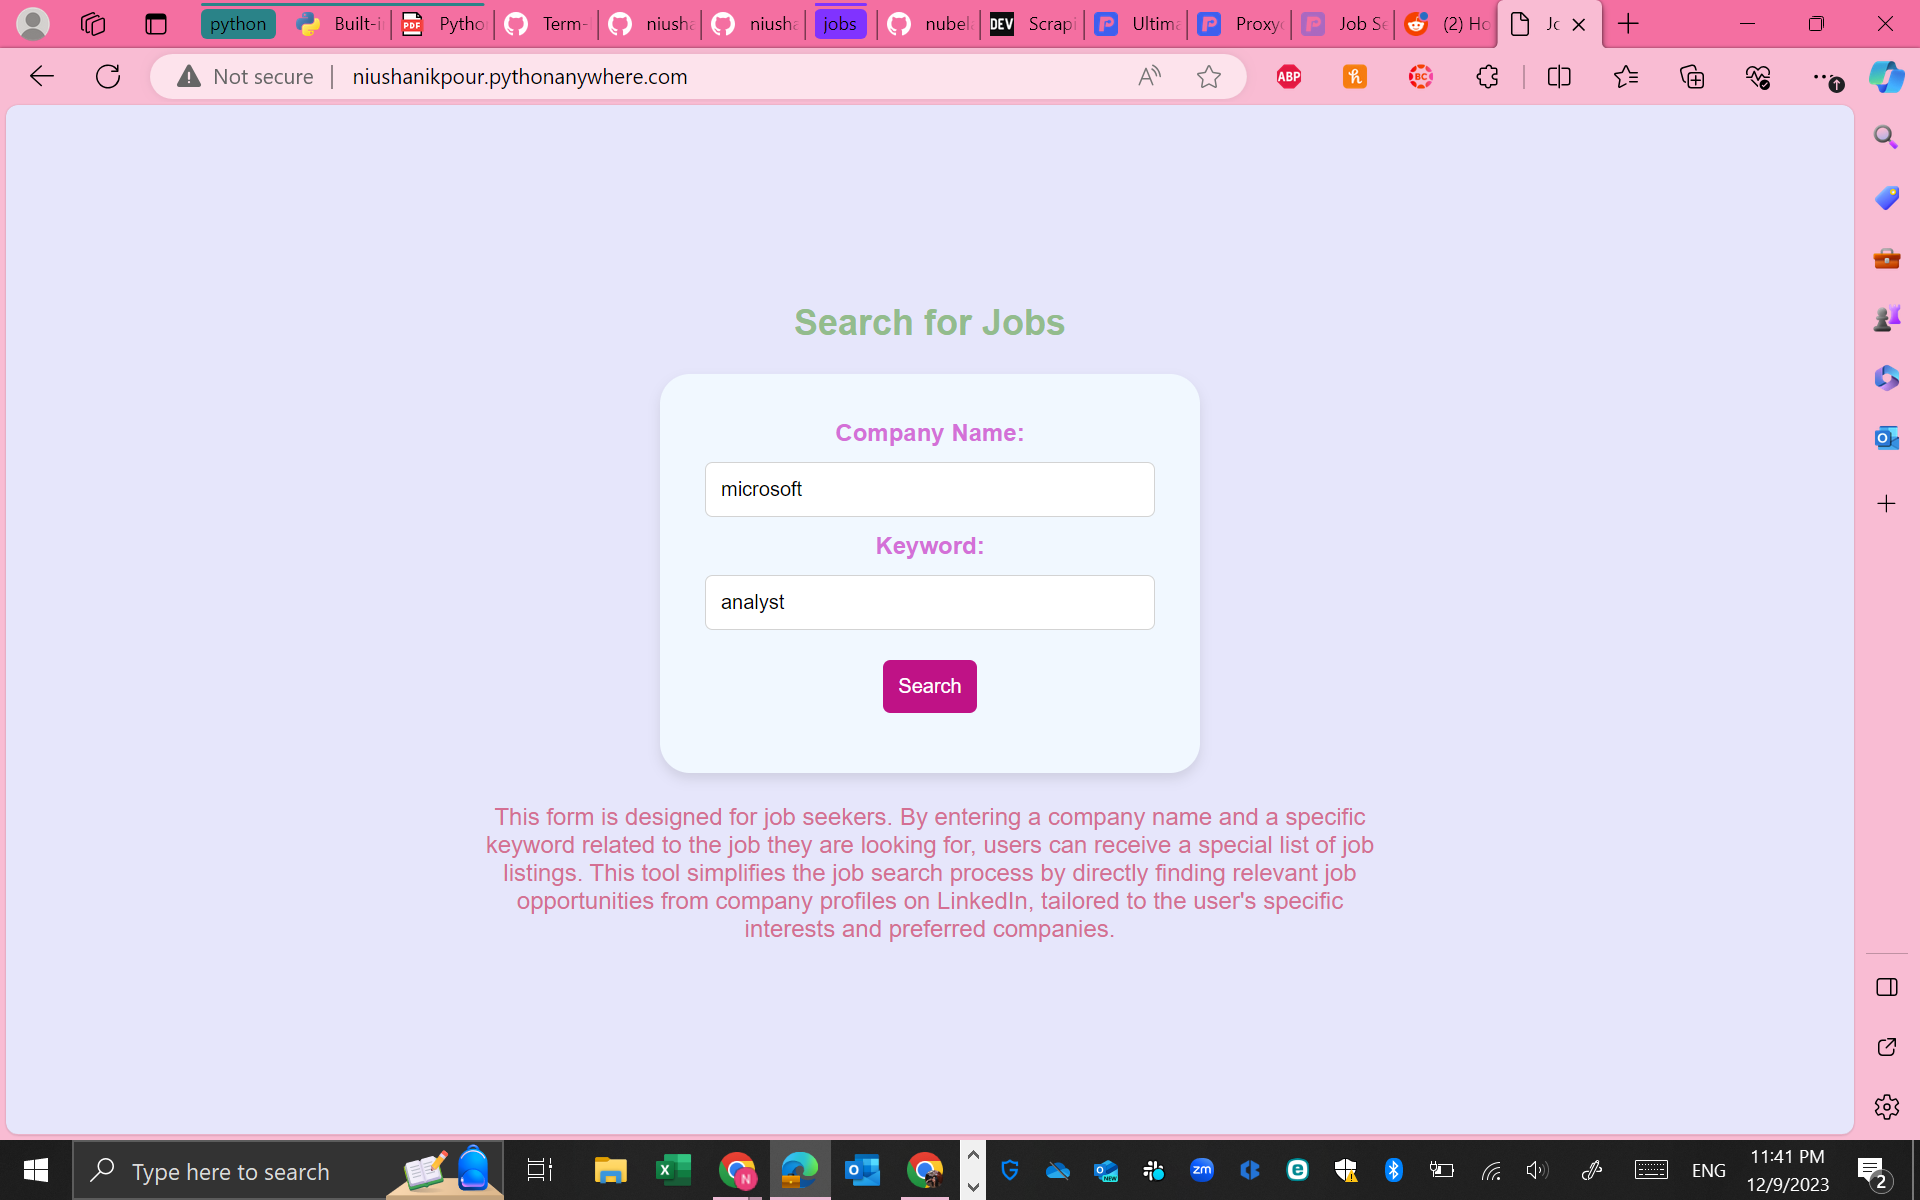 python
Built-i
Pytho
Term-
niusha
niusha
jobs
nubel
DEV
Scrapi
Ultima
Proxyc
Job Se
(2) Ho
Not secure
niushanikpour.pythonanywhere.com
ABP
BC
Search for Jobs
Company Name:
microsoft
Keyword:
analyst
Search
This form is designed for job seekers. By entering a company name and a specific
keyword related to the job they are looking for, users can receive a special list of job
listings. This tool simplifies the job search process by directly finding relevant job
opportunities from company profiles on LinkedIn, tailored to the user's specific
interests and preferred companies.
Type here to search
zm
ENG
11:41 PM
12/9/2023
2